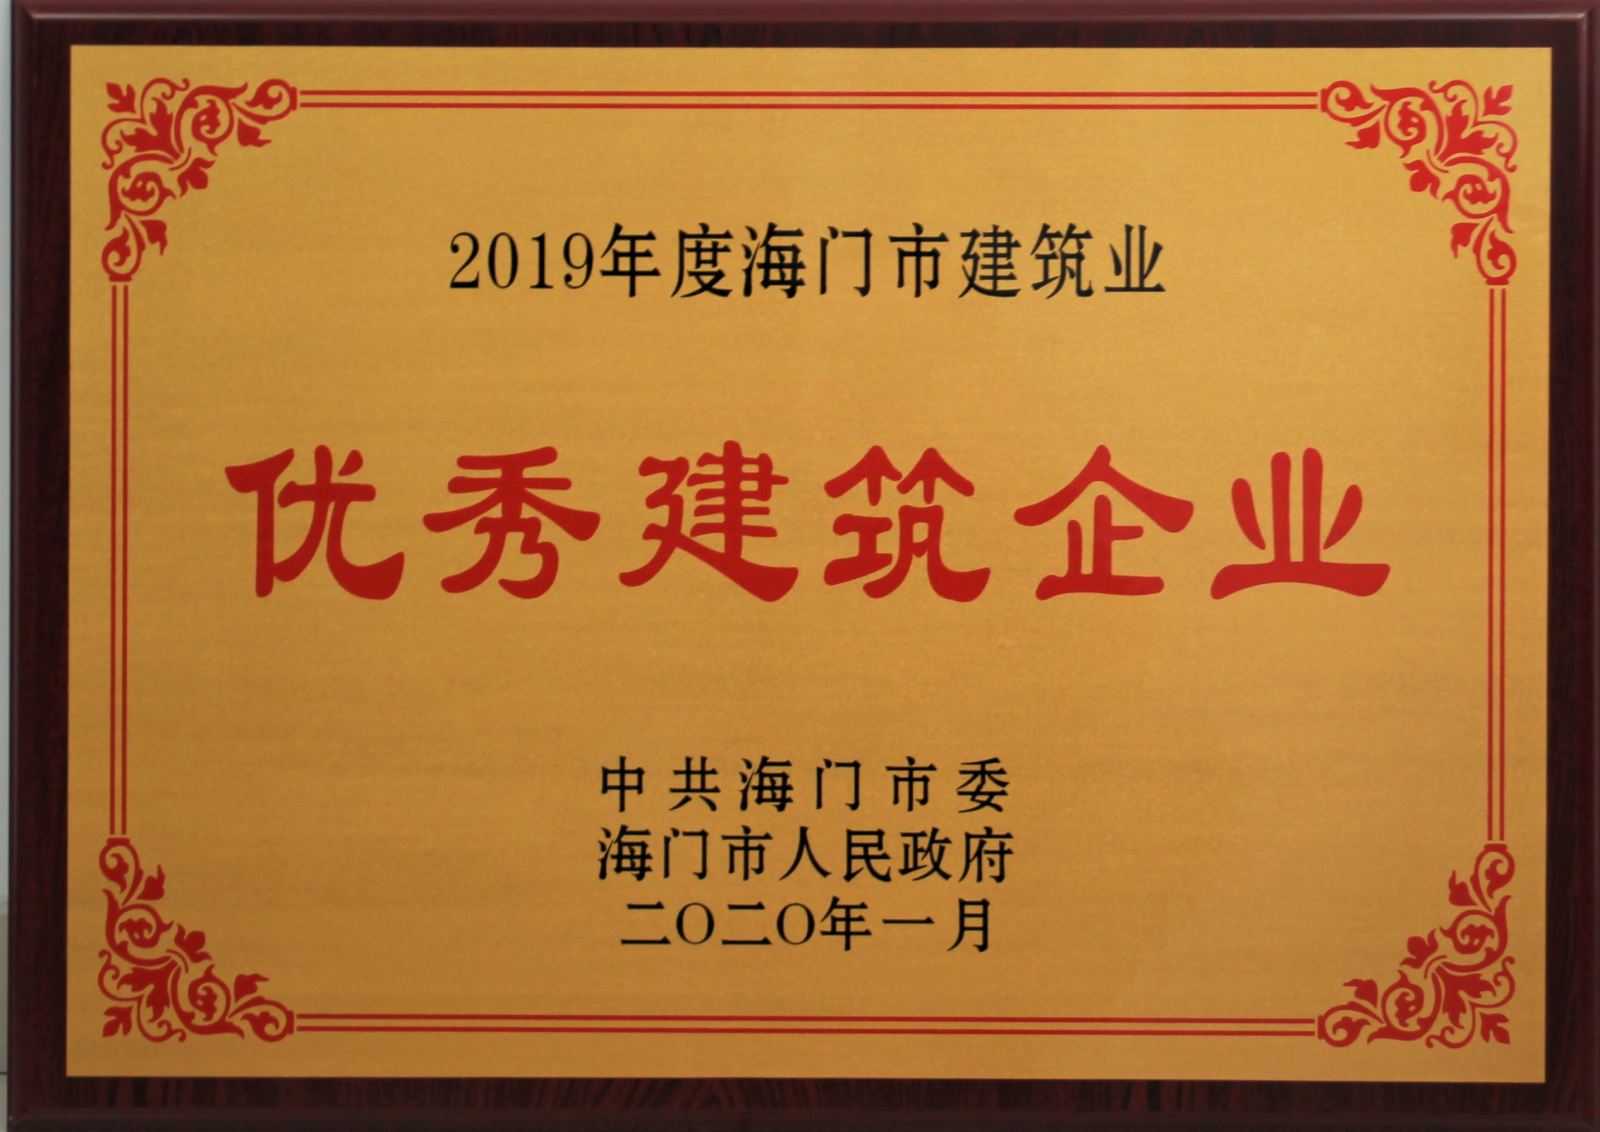 2019年度海门市建筑业
优秀建筑企业
中共海门市委
海门市人民政府
二〇二〇年一月